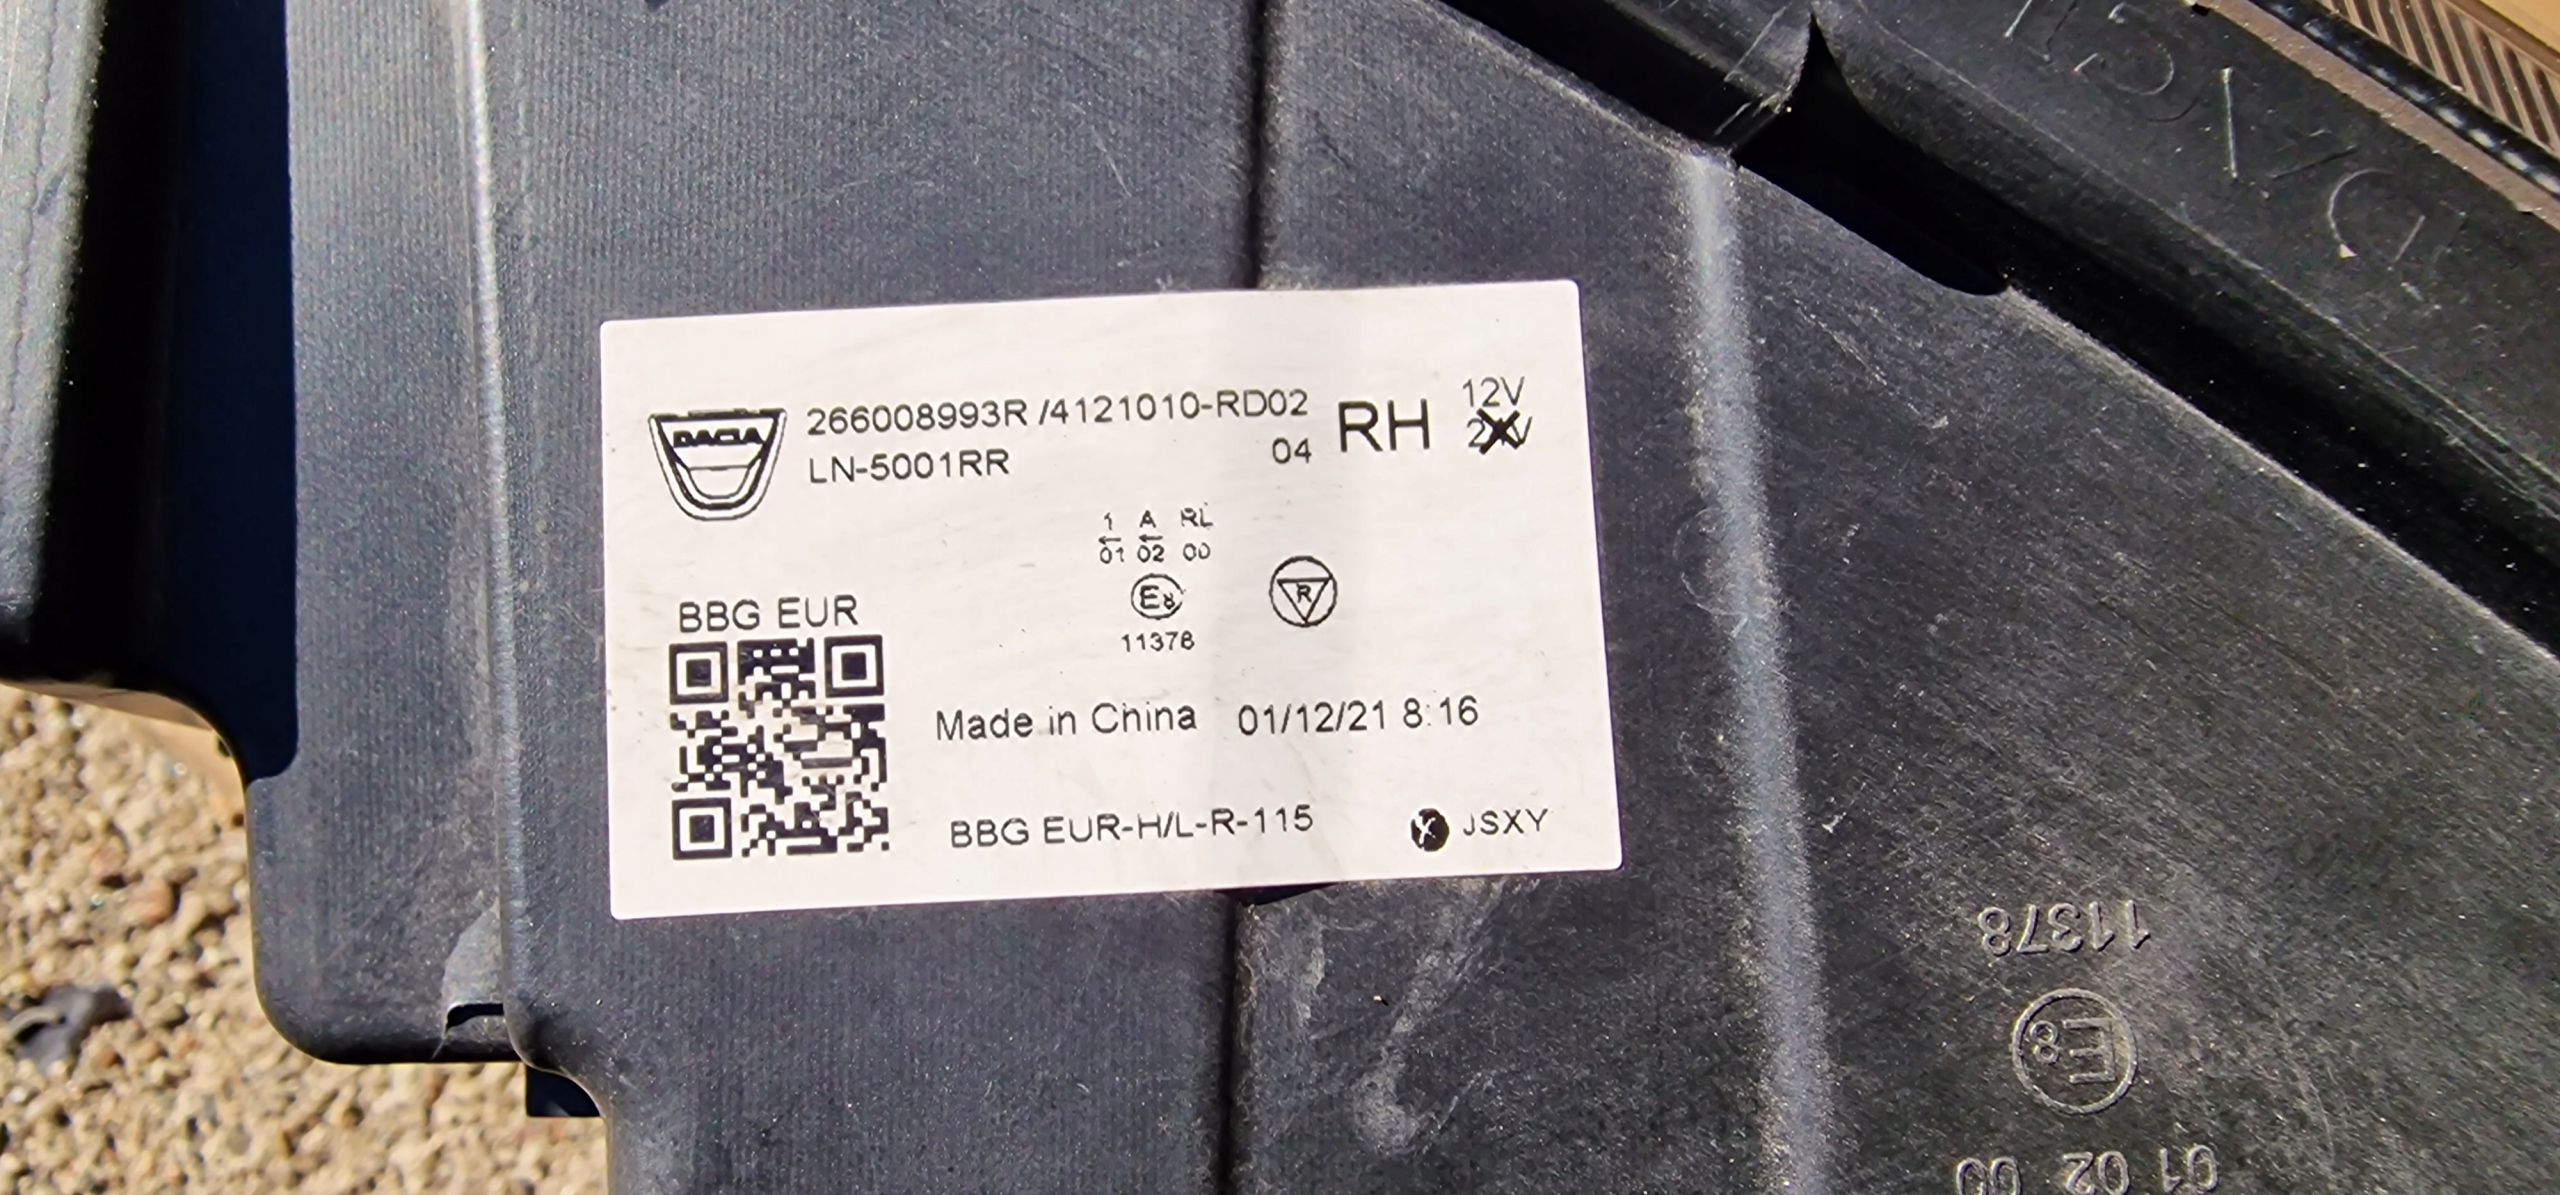 DACIA
266008993R /4121010-RD02
LN-5001RR 04
RH
12V
1 A RL
01 02 00
E8
R
11378
BBG EUR
Made in China 01/12/21 8:16
BBG EUR-H/L-R-115
JSXY
11378
E8
01 02 00